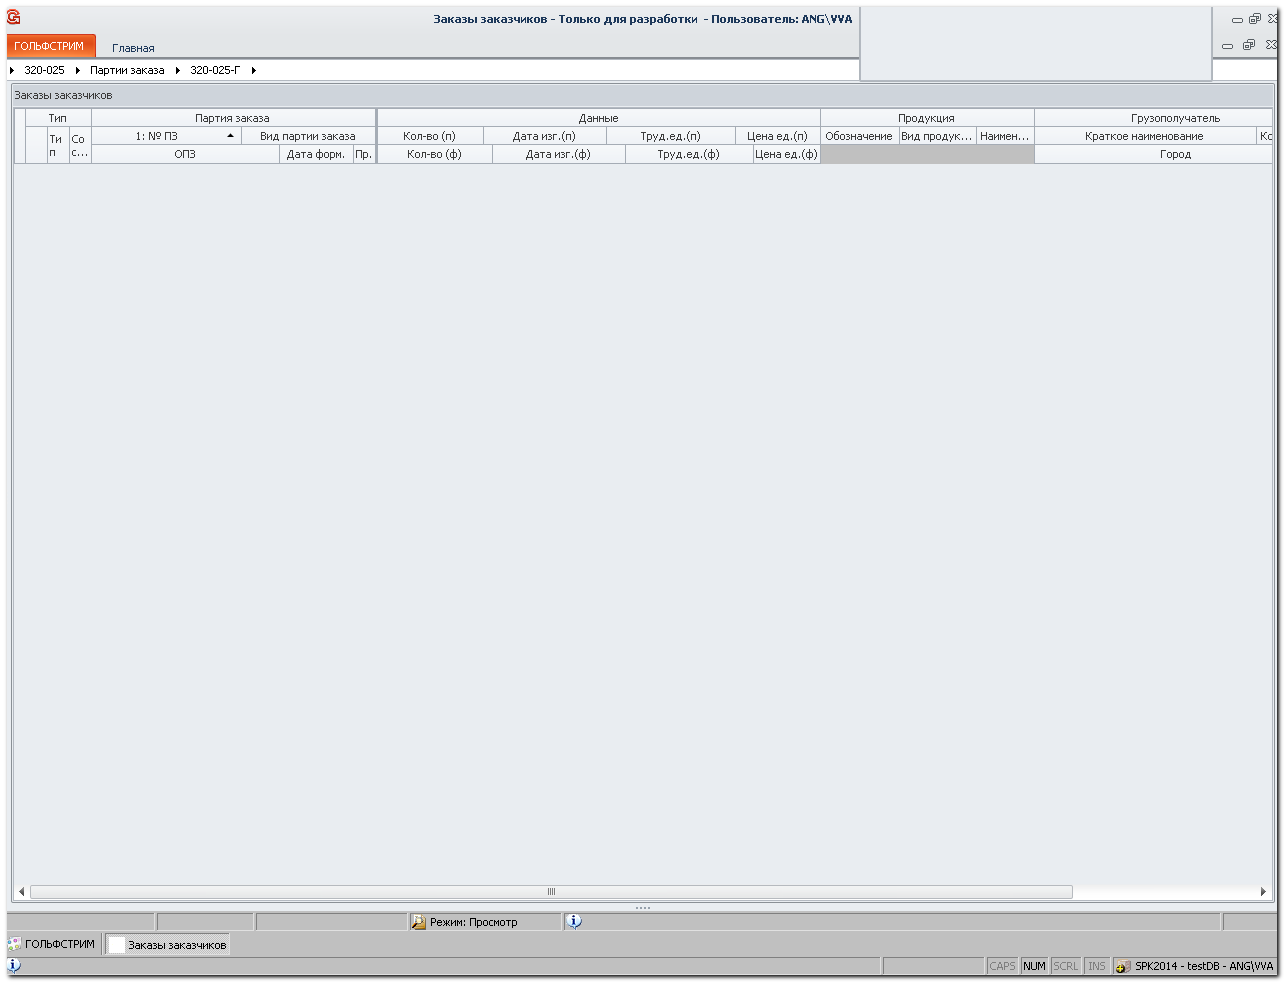 Заказы заказчиков - Только для разработки - Пользователь: ANG\VVA
ГОЛЬФСТРИМ Главная
320-025 Партии заказа 320-025-Г
Заказы заказчиков
Тип Партия заказа Данные Продукция Грузополучатель
Ти
п
Со
с...
1: № ПЗ Вид партии заказа Кол-во (п) Дата изг.(п) Труд.ед.(п) Цена ед.(п) Обозначение Вид продук... Наимен... Краткое наименование Ко
ОПЗ Дата форм. Пр. Кол-во (ф) Дата изг.(ф) Труд.ед.(ф) Цена ед.(ф) Город
Режим: Просмотр
ГОЛЬФСТРИМ Заказы заказчиков
CAPS NUM SCRL INS SPK2014 - testDB - ANG\VVA